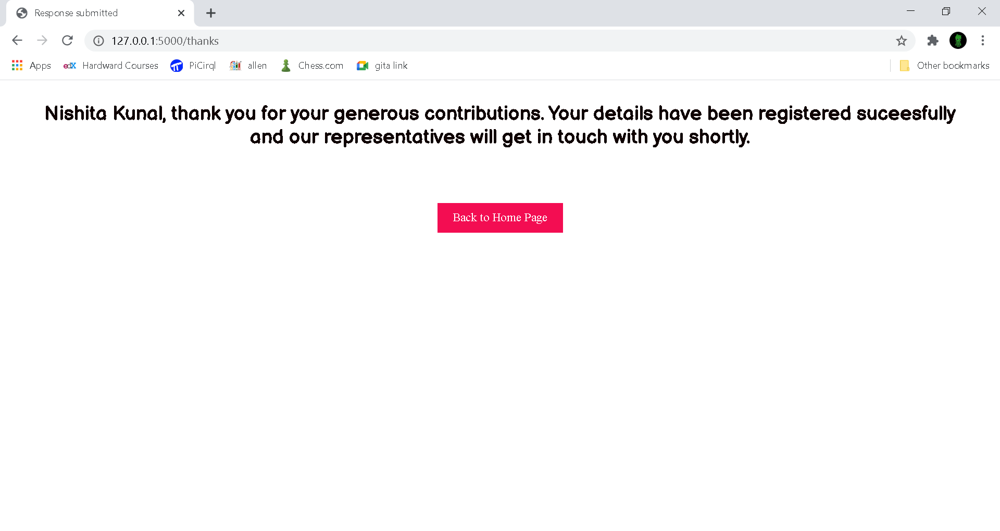 Response submitted
127.0.0.1:5000/thanks
Apps edX Hardward Courses PiCirql allen Chess.com gita link Other bookmarks
Nishita Kunal, thank you for your generous contributions. Your details have been registered suceesfully
and our representatives will get in touch with you shortly.
Back to Home Page